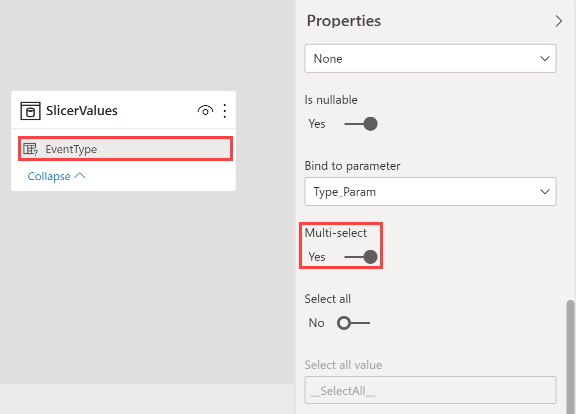 SlicerValues
EventType
Collapse
Properties
None
Is nullable
Yes
Bind to parameter
Type_Param
Multi-select
Yes
Select all
No
Select all value
__SelectAll__